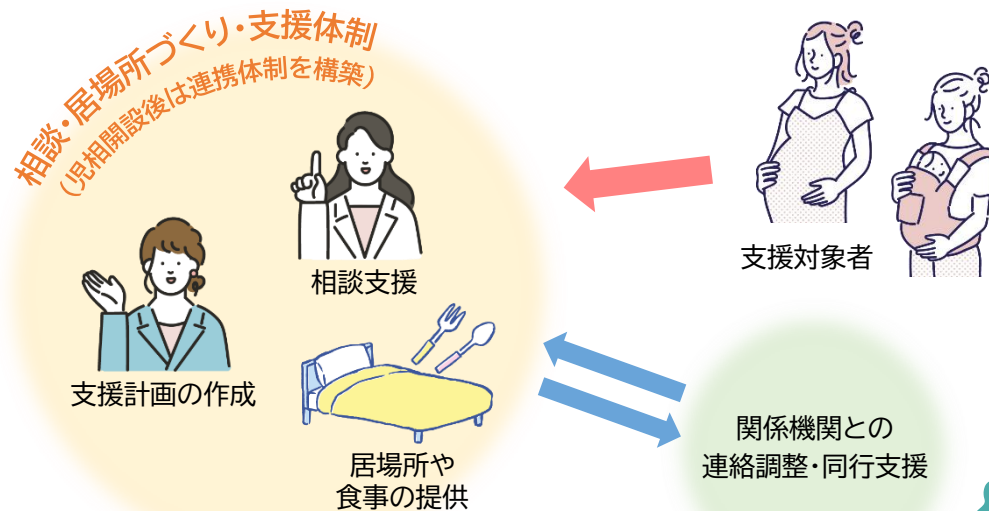 相談・居場所づくり・支援体制
(児相開設後は連携体制を構築)
相談支援
支援計画の作成
居場所や
食事の提供
支援対象者
関係機関との
連絡調整・同行支援